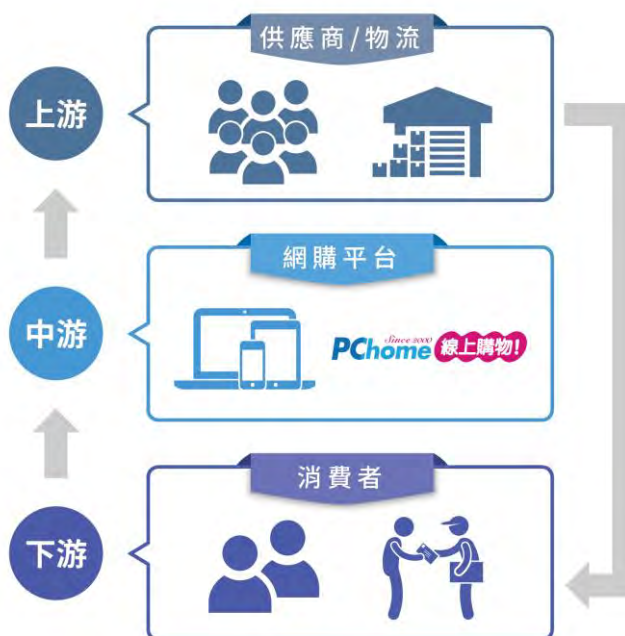 供應商/物流
上游
網購平台
中游
Since 2000
PChome 線上購物!
消費者
下游